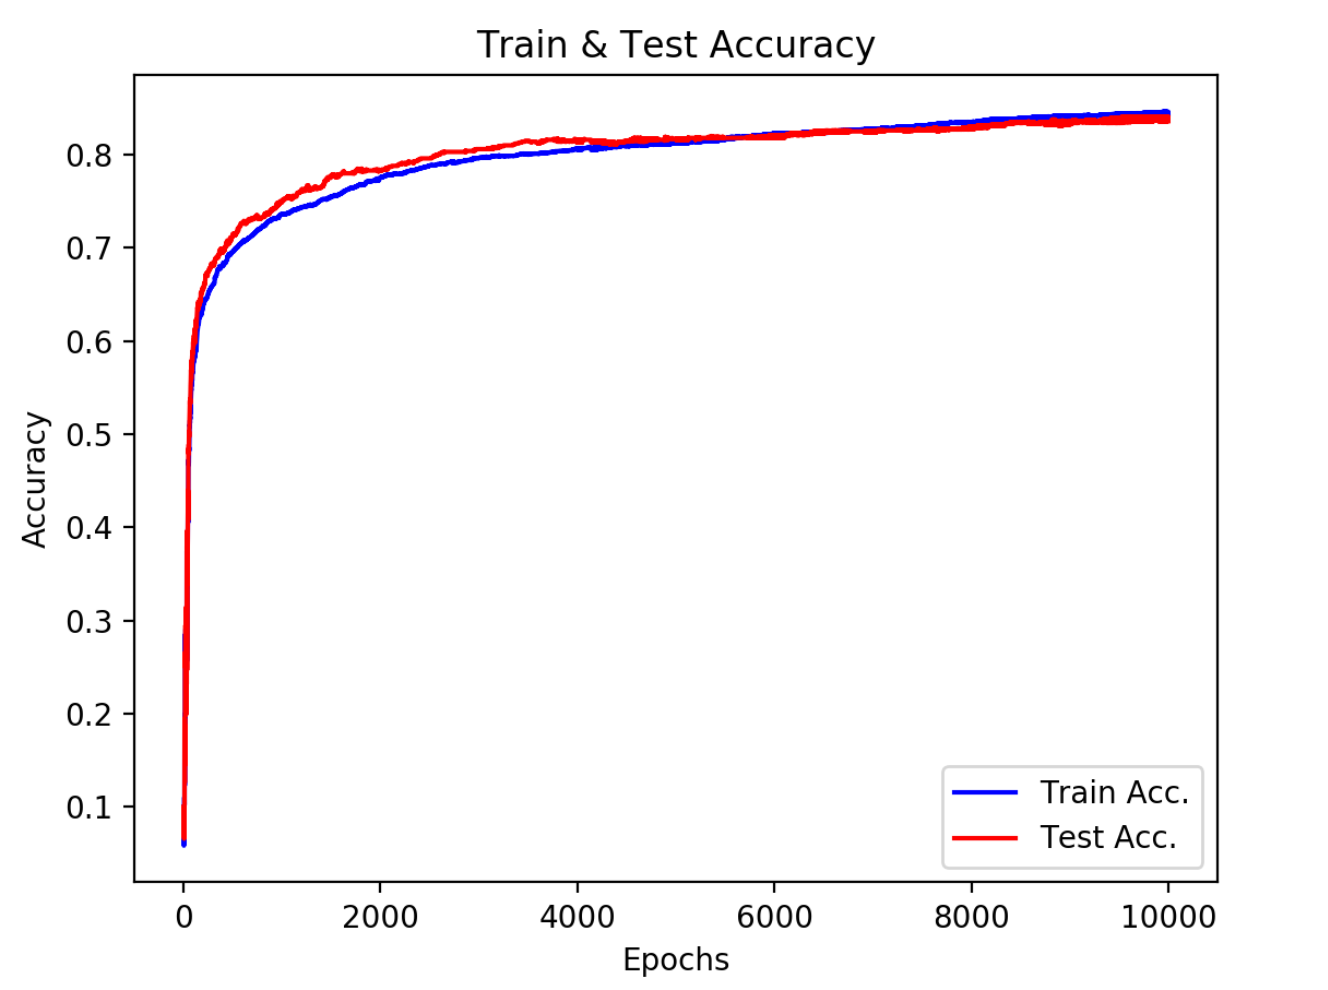 Train & Test Accuracy
Accuracy
0.8
0.7
0.6
0.5
0.4
0.3
0.2
0.1
Train Acc.
Test Acc.
0 2000 4000 6000 8000 10000
Epochs